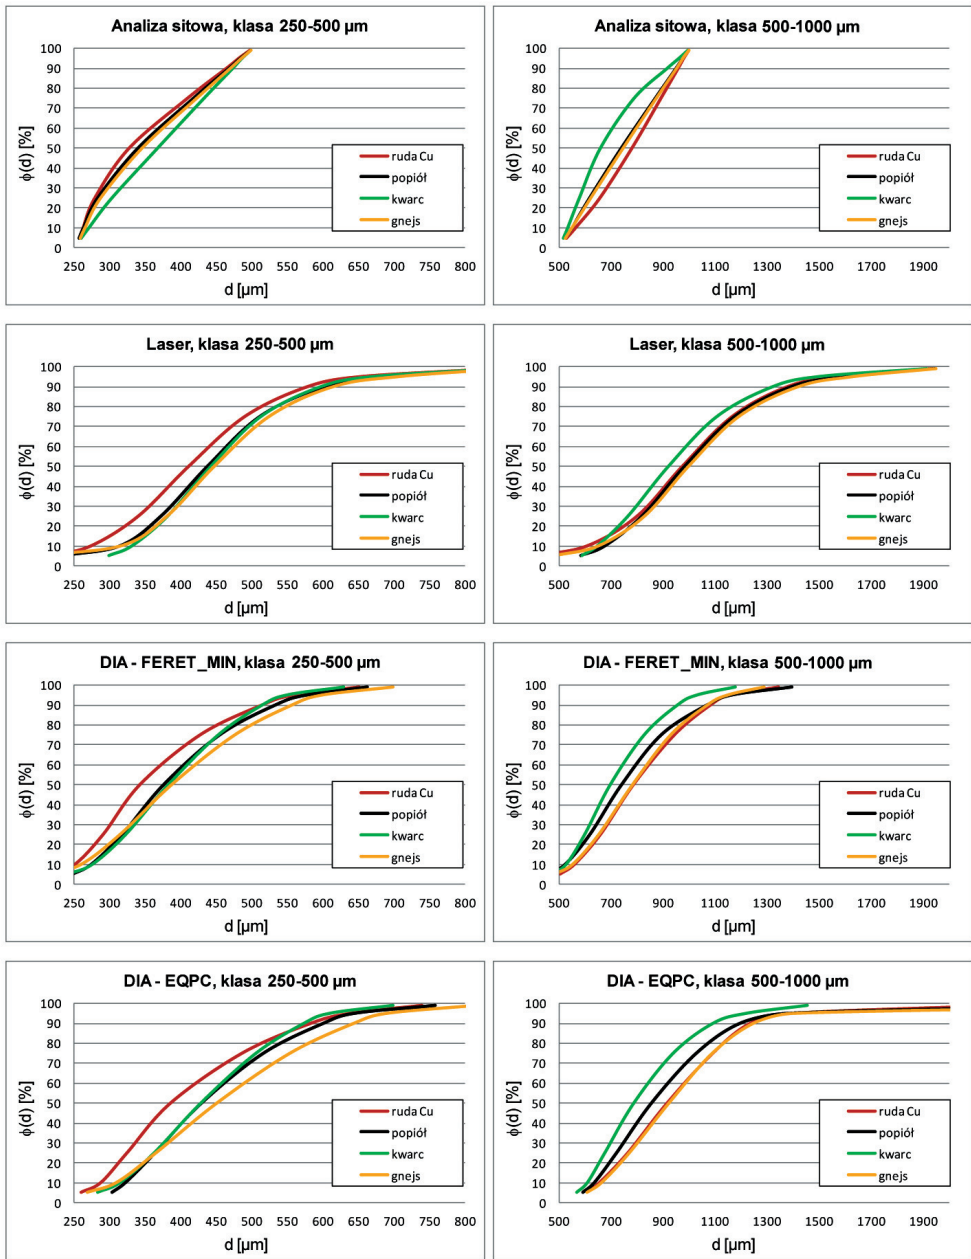 Analiza sitowa, klasa 250-500 µm
ϕ(d) [%]
100
90
80
70
60
50
40
30
20
10
0
ruda Cu
popiół
kwarc
gnejs
250 300 350 400 450 500 550 600 650 700 750 800
d [µm]
Analiza sitowa, klasa 500-1000 µm
ϕ(d) [%]
100
90
80
70
60
50
40
30
20
10
0
ruda Cu
popiół
kwarc
gnejs
500 700 900 1100 1300 1500 1700 1900
d [µm]
Laser, klasa 250-500 µm
ϕ(d) [%]
100
90
80
70
60
50
40
30
20
10
0
ruda Cu
popiół
kwarc
gnejs
250 300 350 400 450 500 550 600 650 700 750 800
d [µm]
Laser, klasa 500-1000 µm
ϕ(d) [%]
100
90
80
70
60
50
40
30
20
10
0
ruda Cu
popiół
kwarc
gnejs
500 700 900 1100 1300 1500 1700 1900
d [µm]
DIA - FERET_MIN, klasa 250-500 µm
ϕ(d) [%]
100
90
80
70
60
50
40
30
20
10
0
ruda Cu
popiół
kwarc
gnejs
250 300 350 400 450 500 550 600 650 700 750 800
d [µm]
DIA - FERET_MIN, klasa 500-1000 µm
ϕ(d) [%]
100
90
80
70
60
50
40
30
20
10
0
ruda Cu
popiół
kwarc
gnejs
500 700 900 1100 1300 1500 1700 1900
d [µm]
DIA - EQPC, klasa 250-500 µm
ϕ(d) [%]
100
90
80
70
60
50
40
30
20
10
0
ruda Cu
popiół
kwarc
gnejs
250 300 350 400 450 500 550 600 650 700 750 800
d [µm]
DIA - EQPC, klasa 500-1000 µm
ϕ(d) [%]
100
90
80
70
60
50
40
30
20
10
0
ruda Cu
popiół
kwarc
gnejs
500 700 900 1100 1300 1500 1700 1900
d [µm]